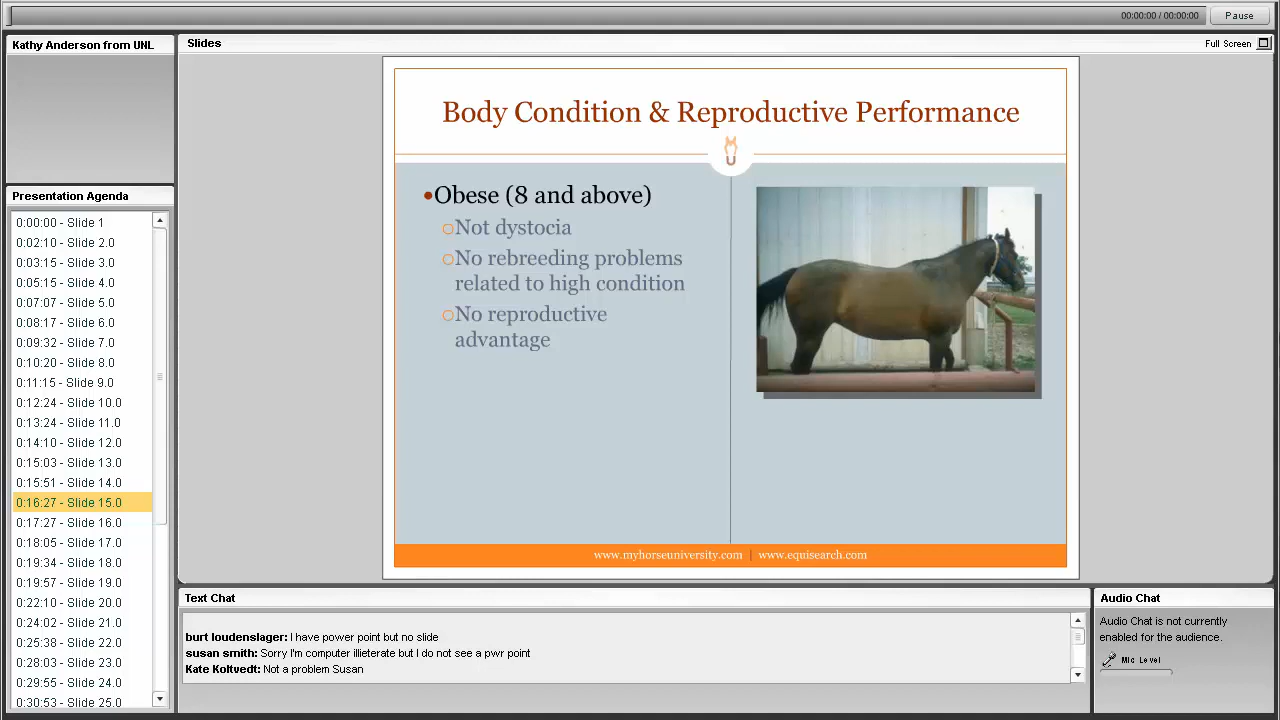 00:00:00 / 00:00:00
Pause
Kathy Anderson from UNL
Slides
Full Screen
Body Condition & Reproductive Performance
•Obese (8 and above)
Not dystocia
No rebreeding problems
related to high condition
No reproductive
advantage
www.myhorseuniversity.com | www.equisearch.com
Presentation Agenda
0:00:00 - Slide 1
0:02:10 - Slide 2.0
0:03:15 - Slide 3.0
0:05:15 - Slide 4.0
0:07:07 - Slide 5.0
0:08:17 - Slide 6.0
0:09:32 - Slide 7.0
0:10:20 - Slide 8.0
0:11:15 - Slide 9.0
0:12:24 - Slide 10.0
0:13:24 - Slide 11.0
0:14:10 - Slide 12.0
0:15:03 - Slide 13.0
0:15:51 - Slide 14.0
0:16:27 - Slide 15.0
0:17:27 - Slide 16.0
0:18:05 - Slide 17.0
0:19:34 - Slide 18.0
0:19:57 - Slide 19.0
0:22:10 - Slide 20.0
0:24:02 - Slide 21.0
0:25:38 - Slide 22.0
0:28:03 - Slide 23.0
0:29:55 - Slide 24.0
0:30:53 - Slide 25.0
Text Chat
burt loudenslager: I have power point but no slide
susan smith: Sorry I'm computer illieterate but I do not see a pwr point
Kate Koltvedt: Not a problem Susan
Audio Chat
Audio Chat is not currently
enabled for the audience.
Mic Level